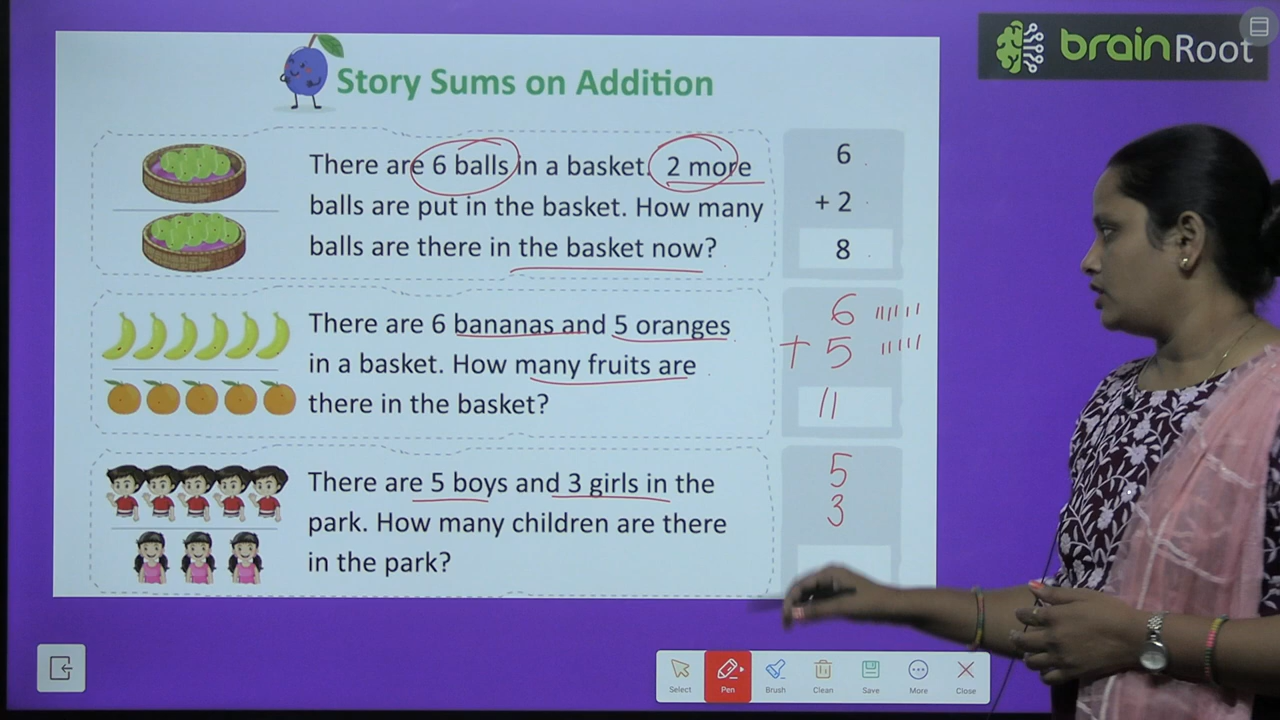 brainRoot
Story Sums on Addition
There are 6 balls in a basket. 2 more
balls are put in the basket. How many
balls are there in the basket now?
6
+ 2
8
There are 6 bananas and 5 oranges
in a basket. How many fruits are
there in the basket?
6
+ 5
11
There are 5 boys and 3 girls in the
park. How many children are there
in the park?
5
3
Select Pen Brush Clean Save More Close